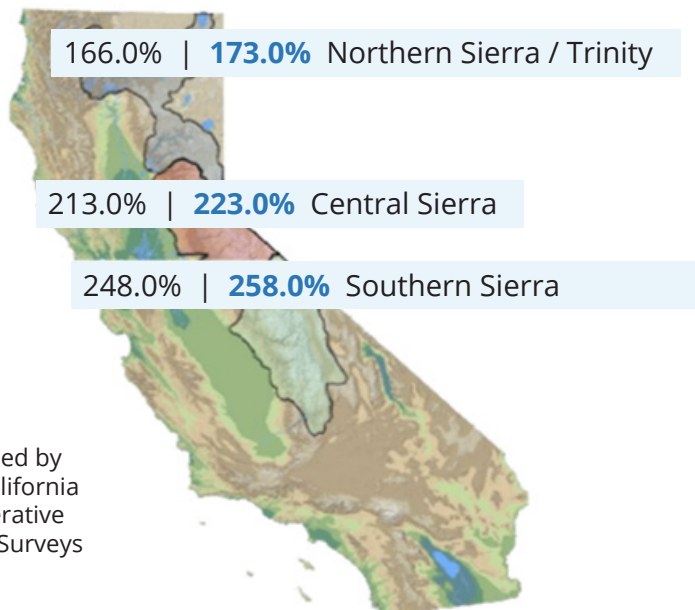 166.0% | 173.0% Northern Sierra / Trinity
213.0% | 223.0% Central Sierra
248.0% | 258.0% Southern Sierra
ed by
lifornia
erative
Surveys